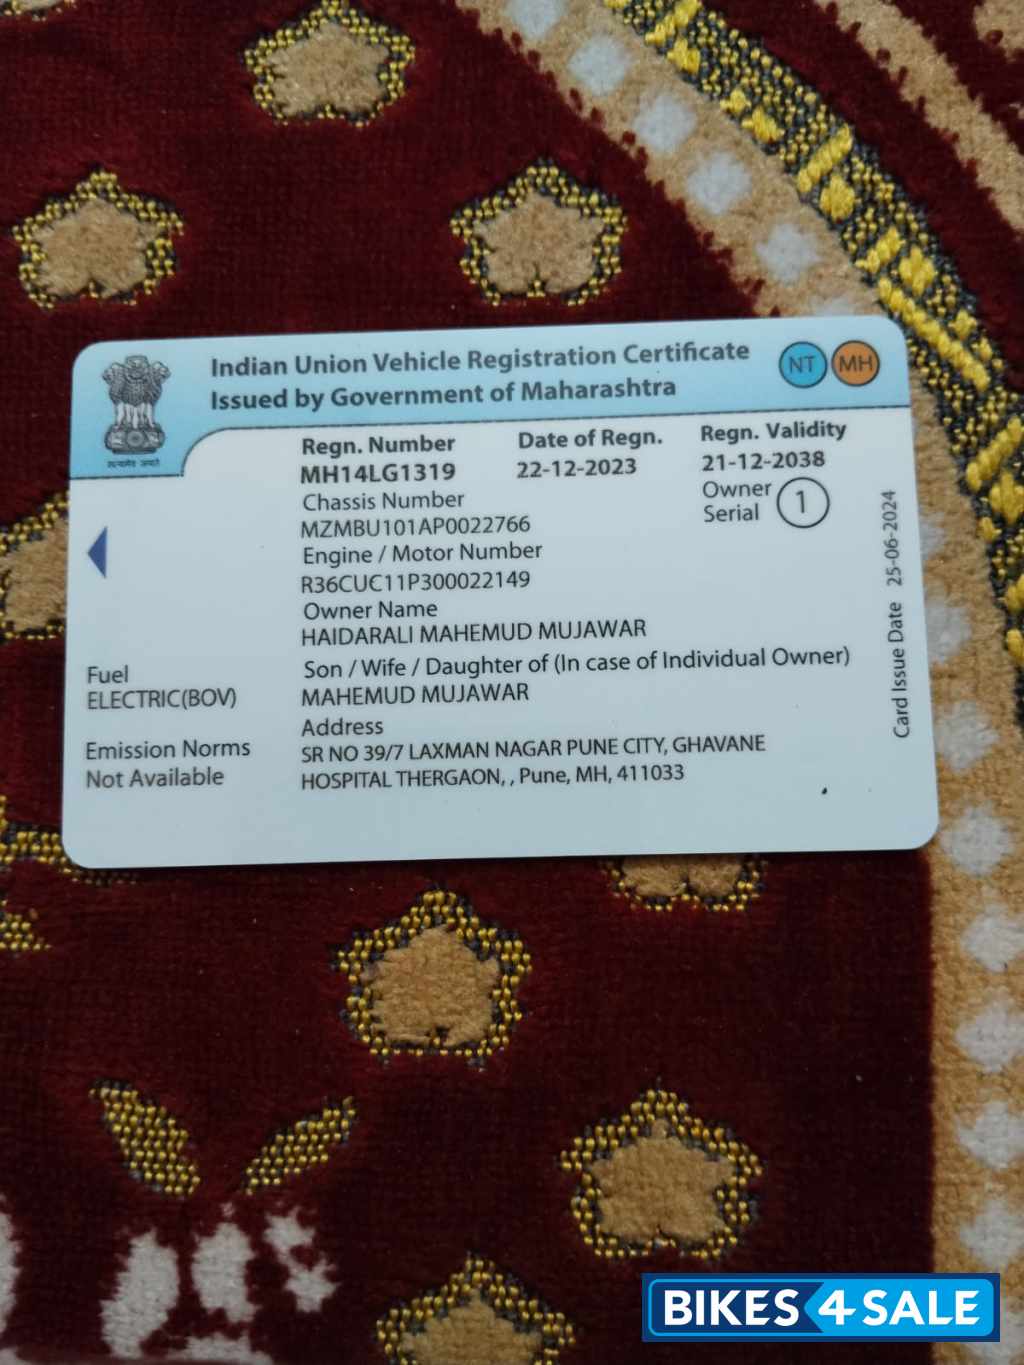 Indian Union Vehicle Registration Certificate
Issued by Government of Maharashtra
NT MH
सत्यमेव जयते
Regn. Number
MH14LG1319
Date of Regn.
22-12-2023
Regn. Validity
21-12-2038
Chassis Number
MZMBU101AP0022766
Owner
Serial
1
Engine / Motor Number
R36CUC11P300022149
Owner Name
HAIDARALI MAHEMUD MUJAWAR
Fuel
ELECTRIC(BOV)
Son / Wife / Daughter of (In case of Individual Owner)
MAHEMUD MUJAWAR
Emission Norms
Not Available
Address
SR NO 39/7 LAXMAN NAGAR PUNE CITY, GHAVANE
HOSPITAL THERGAON, , Pune, MH, 411033
Card Issue Date 25-06-2024
BIKES4SALE